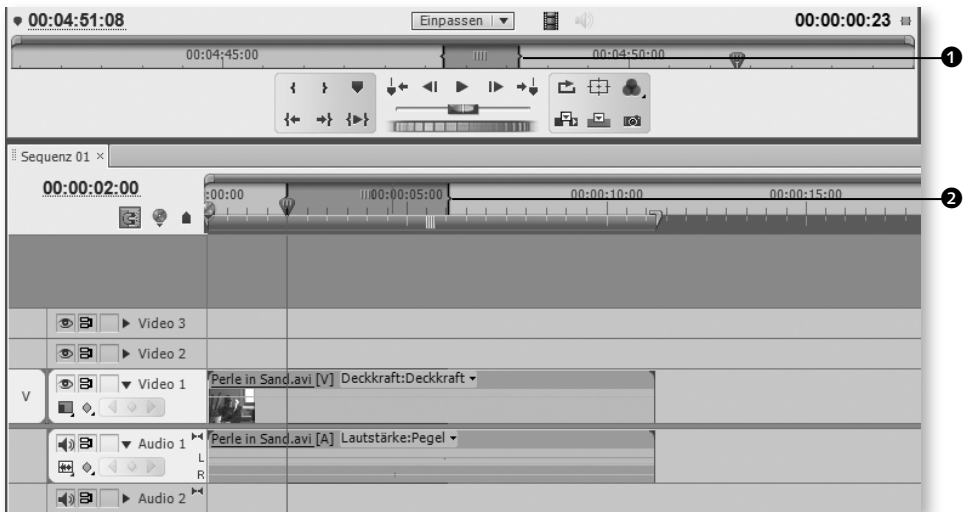 00:04:51:08 Einpassen 00:00:00:23
00:04:45:00 00:04:50:00
1
Sequenz 01 ×
00:00:02:00
:00:00 00:00:05:00 00:00:10:00 00:00:15:00
2
Video 3
Video 2
V Video 1
Perle in Sand.avi [V] Deckkraft:Deckkraft
Audio 1
Perle in Sand.avi [A] Lautstärke:Pegel
L
R
Audio 2